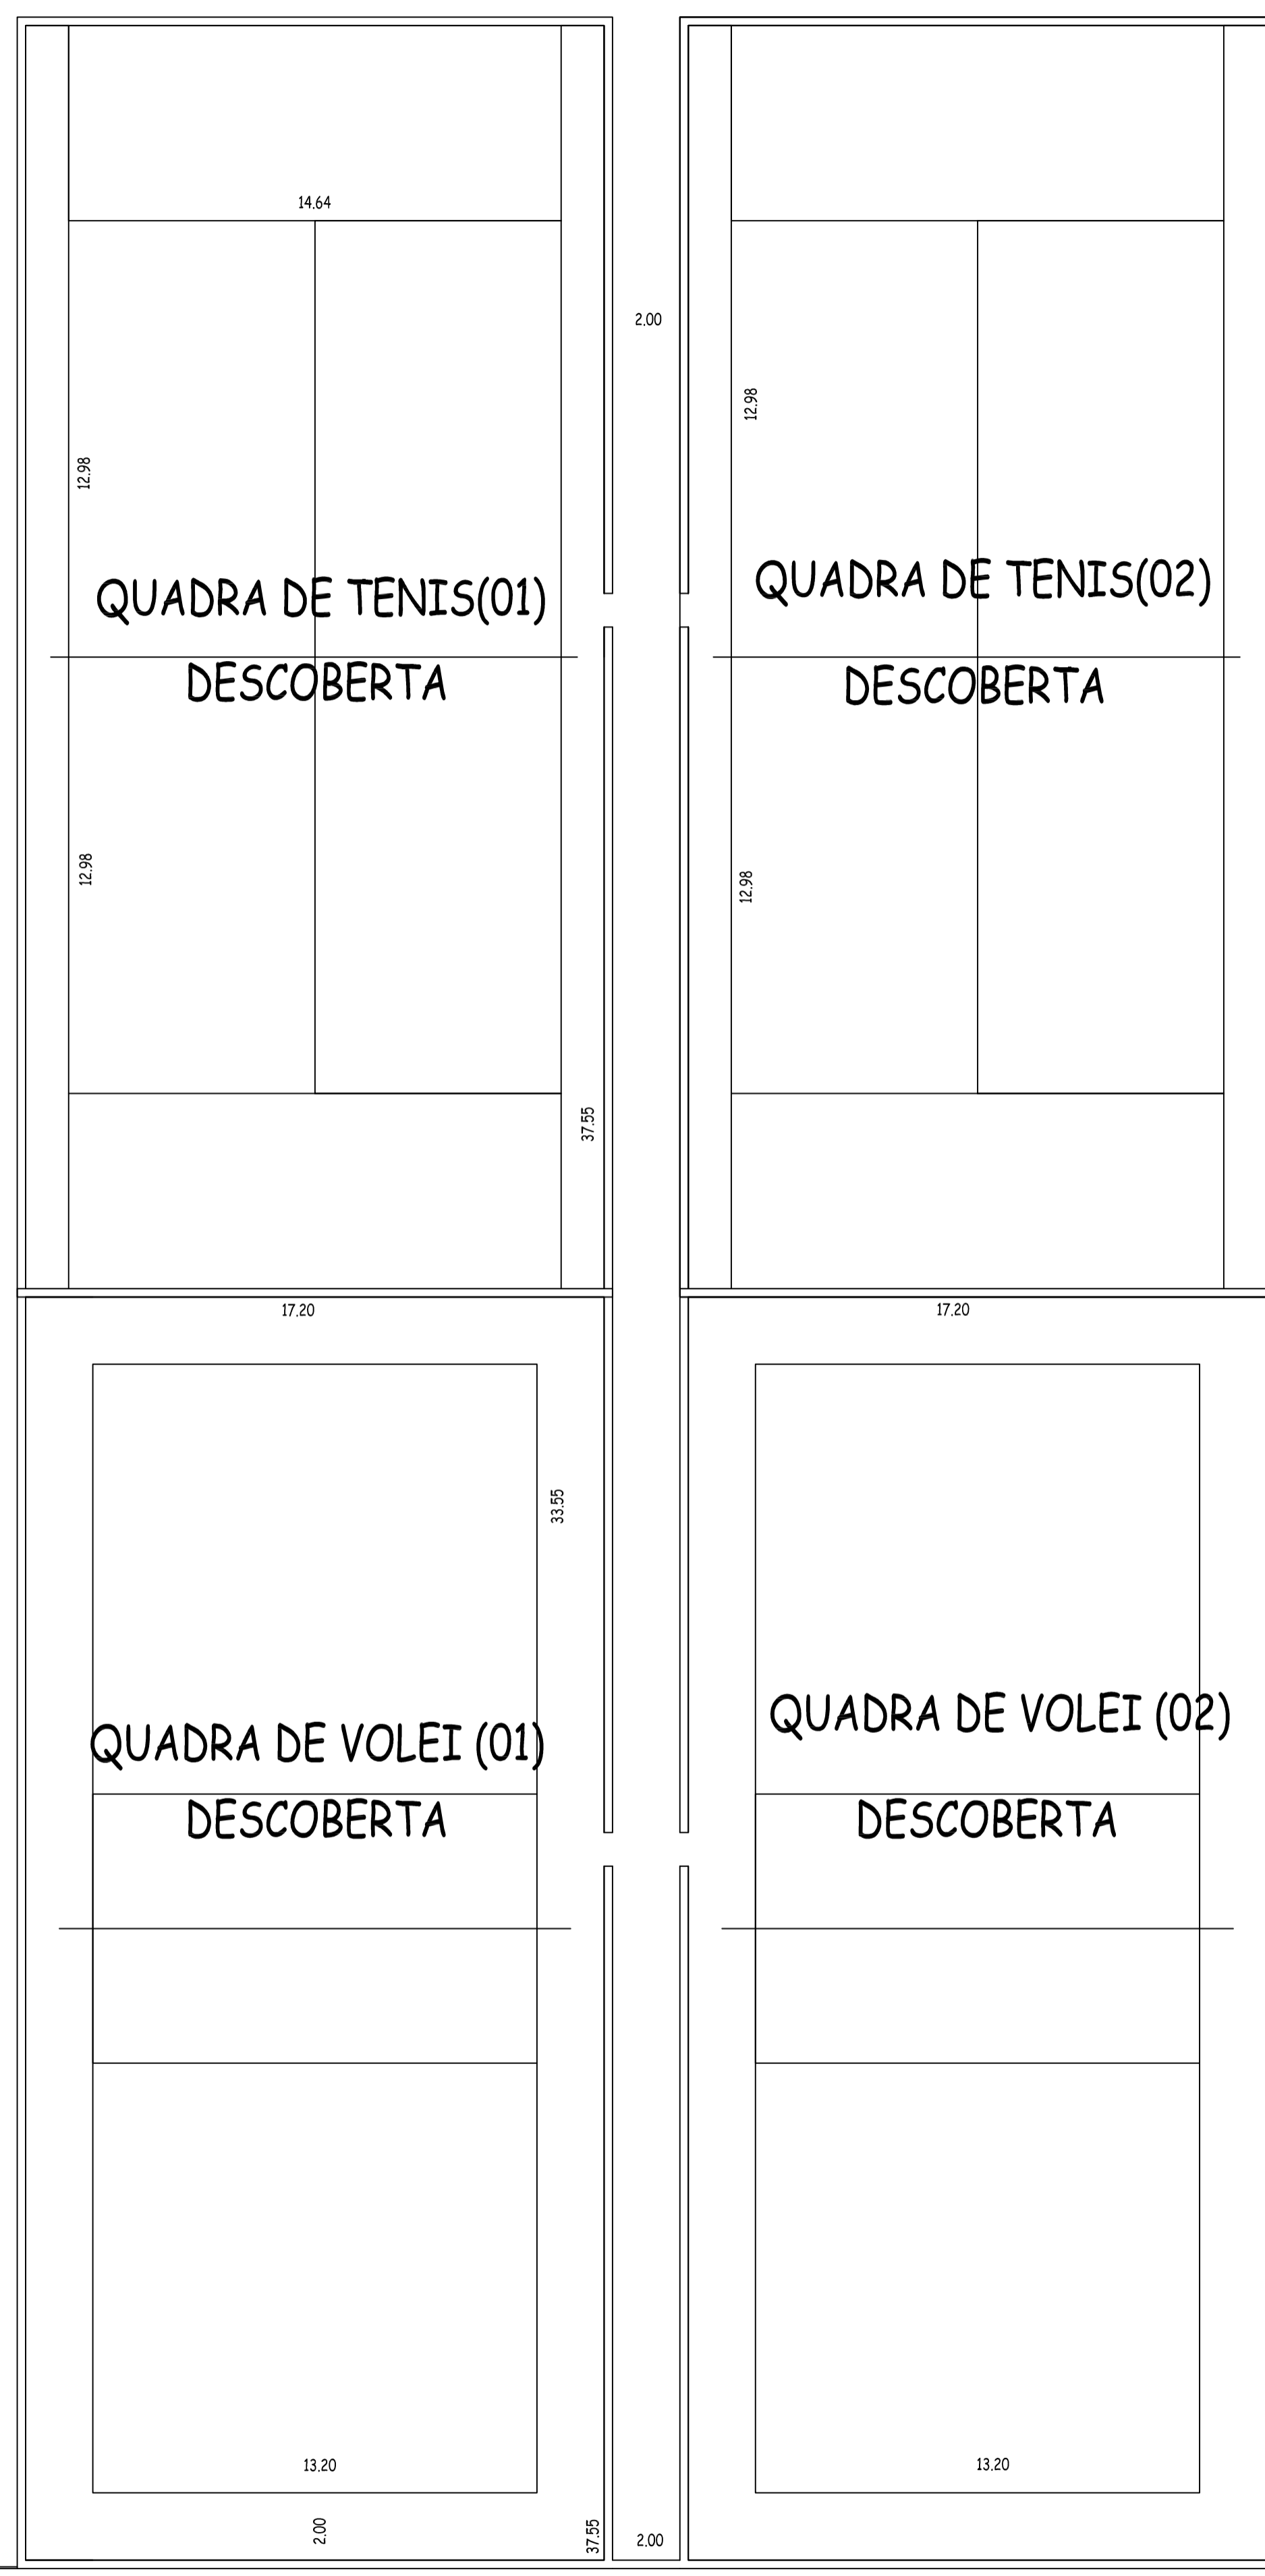 14.64
2.00
12.98
12.98
QUADRA DE TENIS(01)
DESCOBERTA
QUADRA DE TENIS(02)
DESCOBERTA
12.98
12.98
37.55
17.20
17.20
33.55
QUADRA DE VOLEI (01)
DESCOBERTA
QUADRA DE VOLEI (02)
DESCOBERTA
13.20
13.20
2.00
37.55
2.00